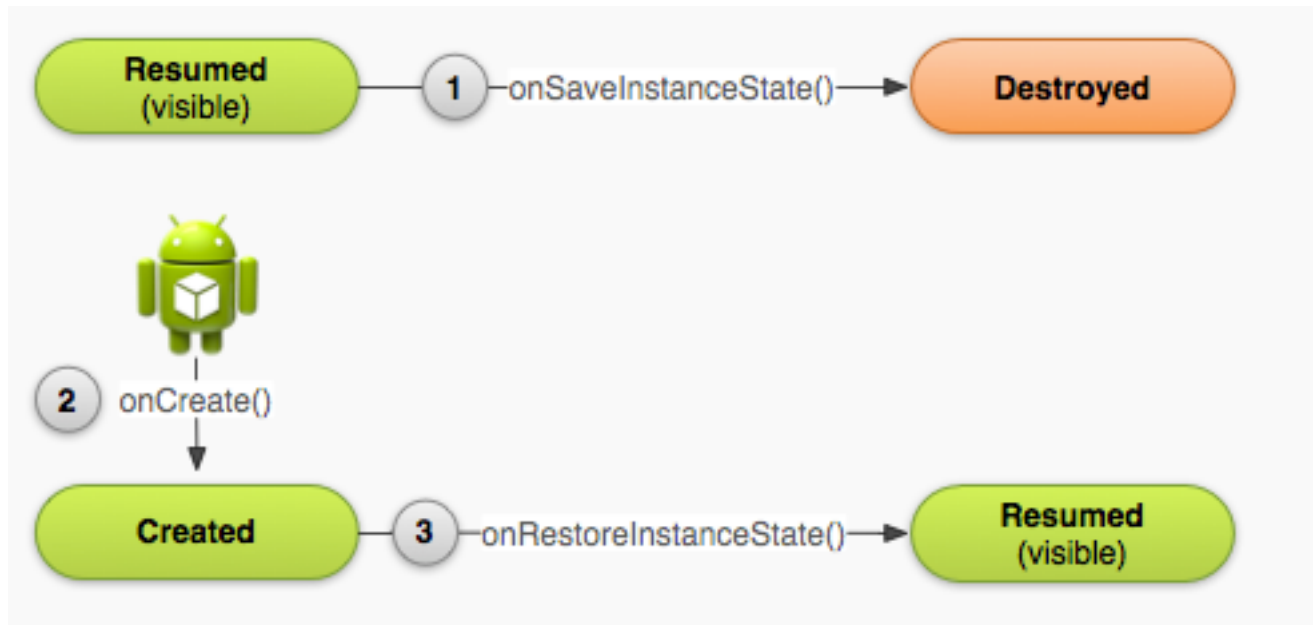 Resumed
(visible)
1
onSaveInstanceState()
Destroyed
2
onCreate()
Created
3
onRestoreInstanceState()
Resumed
(visible)